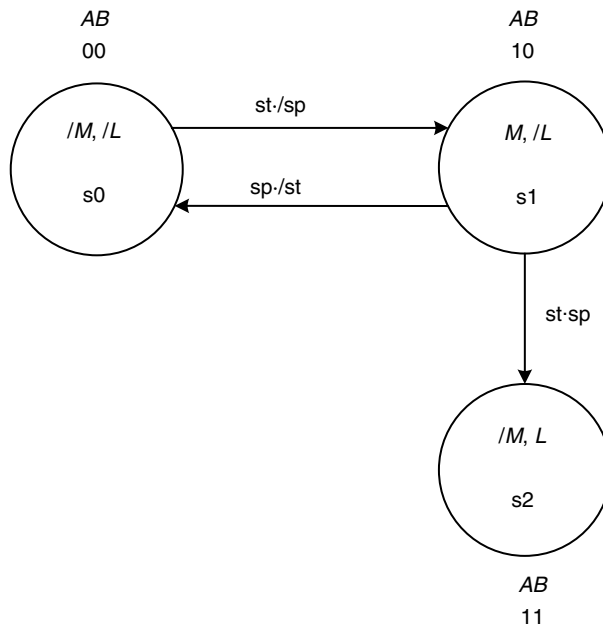 AB
00
AB
10
/M, /L
s0
st·/sp
sp·/st
M, /L
s1
st·sp
/M, L
s2
AB
11